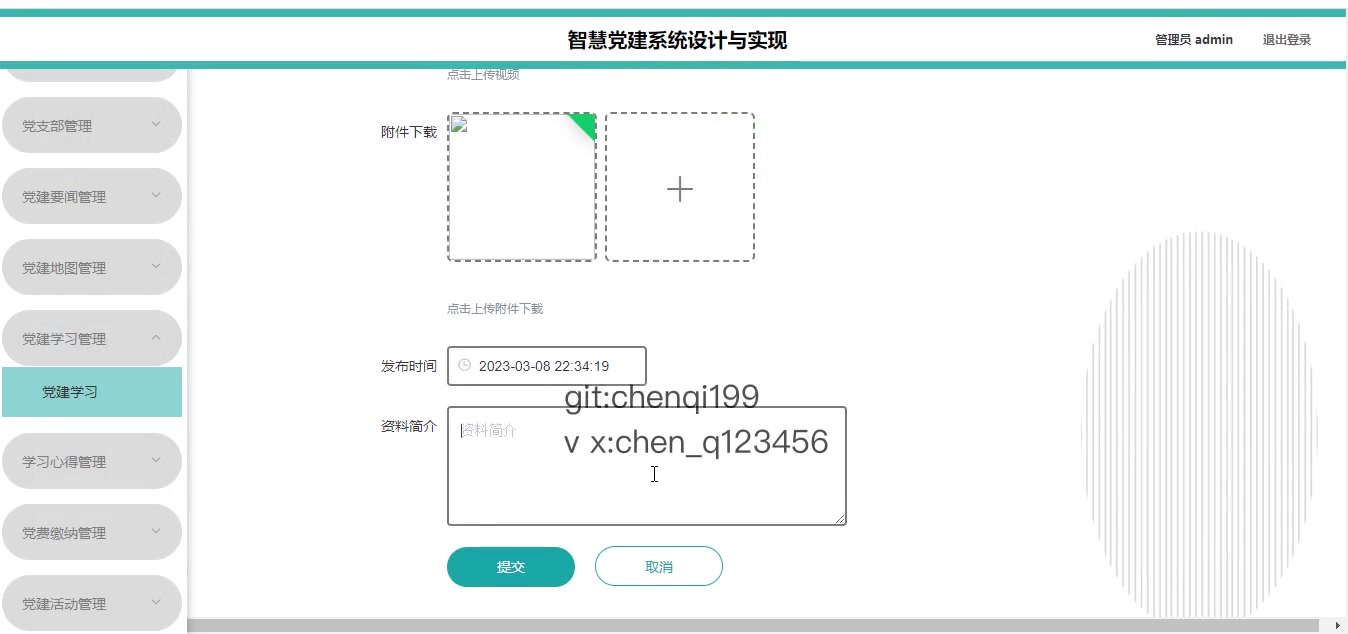 智慧党建系统设计与实现
管理员 admin
退出登录
党支部管理
党建要闻管理
党建地图管理
党建学习管理
党建学习
学习心得管理
党费缴纳管理
党建活动管理
点击上传视频
附件下载
点击上传附件下载
发布时间
2023-03-08 22:34:19
资料简介
资料简介
git:chenqi199
v x:chen_q123456
提交
取消